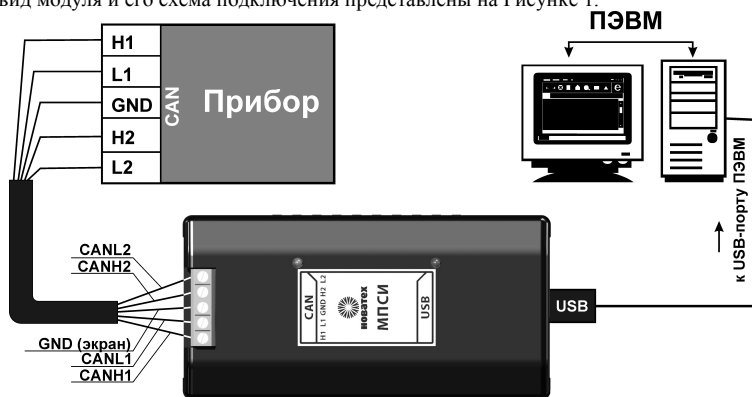 вид модуля и его схема подключения представлены на Рисунке 1.
ПЭВМ
H1
L1
GND
H2
L2
CAN
Прибор
к USB-порту ПЭВМ
CANL2
CANH2
GND (экран)
CANL1
CANH1
CAN
H1 L1 GND H2 L2
новатех
МПСИ
USB
USB